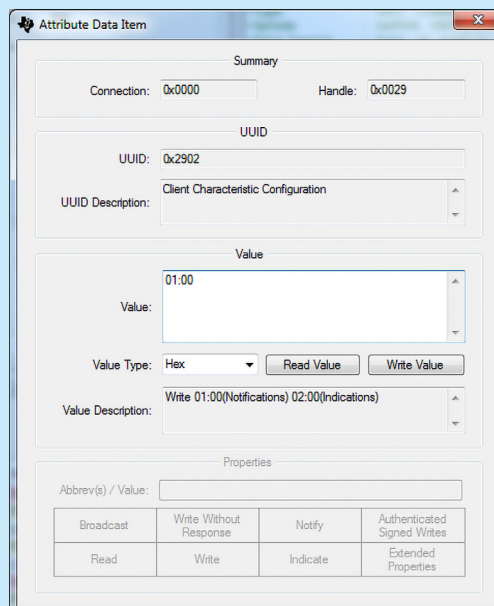 Attribute Data Item
Summary
Connection: 0x0000 Handle: 0x0029
UUID
UUID: 0x2902
UUID Description: Client Characteristic Configuration
Value
Value: 01:00
Value Type: Hex Read Value Write Value
Value Description: Write 01:00(Notifications) 02:00(Indications)
Properties
Abbrev(s) / Value:
Broadcast Write Without Response Notify Authenticated Signed Writes
Read Write Indicate Extended Properties